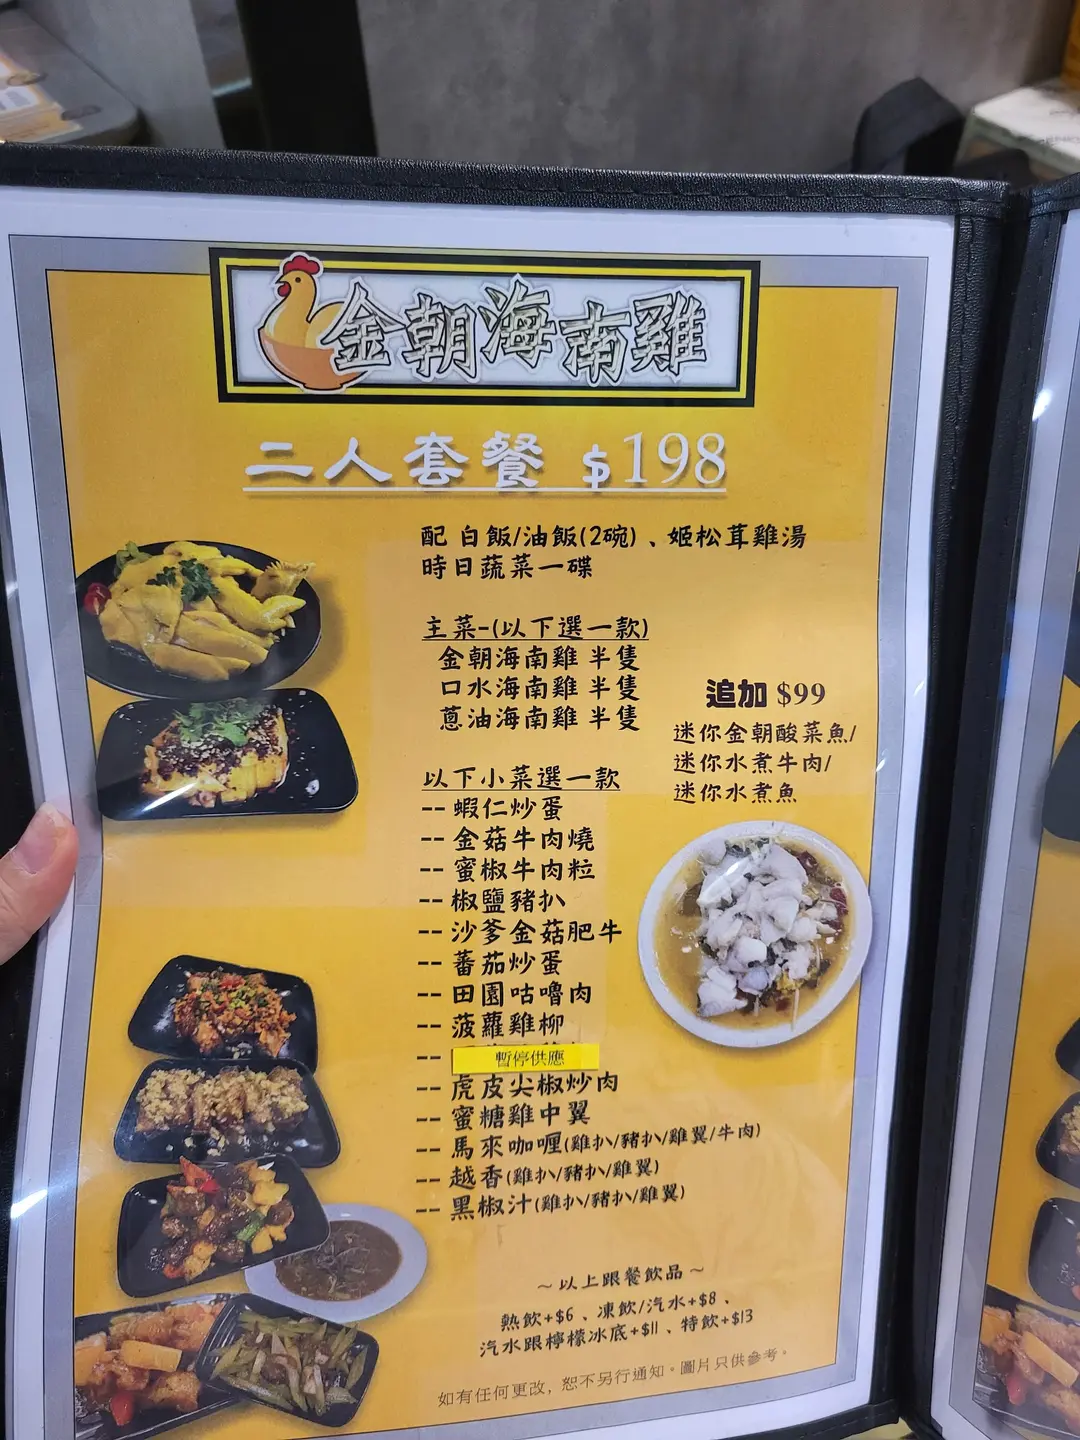 金朝海南雞
二人套餐 $198
配 白飯/油飯(2碗)、姬松茸雞湯
時日蔬菜一碟
主菜-(以下選一款)
金朝海南雞 半隻
口水海南雞 半隻
蔥油海南雞 半隻
追加 $99
迷你金朝酸菜魚/
迷你水煮牛肉/
迷你水煮魚
以下小菜選一款
-- 蝦仁炒蛋
-- 金菇牛肉燒
-- 蜜椒牛肉粒
-- 椒鹽豬扒
-- 沙爹金菇肥牛
-- 蕃茄炒蛋
-- 田園咕嚕肉
-- 菠蘿雞柳
-- 暫停供應
-- 虎皮尖椒炒肉
-- 蜜糖雞中翼
-- 馬來咖喱(雞扒/豬扒/雞翼/牛肉)
-- 越香(雞扒/豬扒/雞翼)
-- 黑椒汁(雞扒/豬扒/雞翼)
~以上跟餐飲品~
熱飲+$6、凍飲/汽水+$8、
汽水跟檸檬冰底+$11、特飲+$13
如有任何更改，恕不另行通知。圖片只供參考。